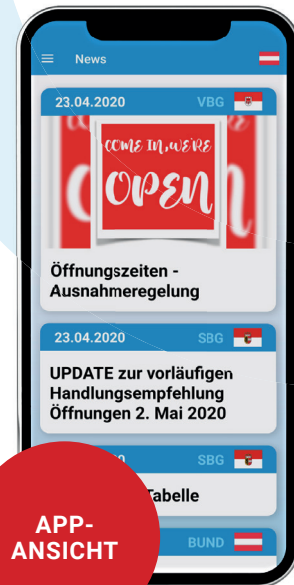 News
23.04.2020 VBG
COME IN, WE'RE
OPEN
Öffnungszeiten -
Ausnahmeregelung
23.04.2020 SBG
UPDATE zur vorläufigen
Handlungsempfehlung
Öffnungen 2. Mai 2020
SBG
Tabelle
BUND
APP-
ANSICHT